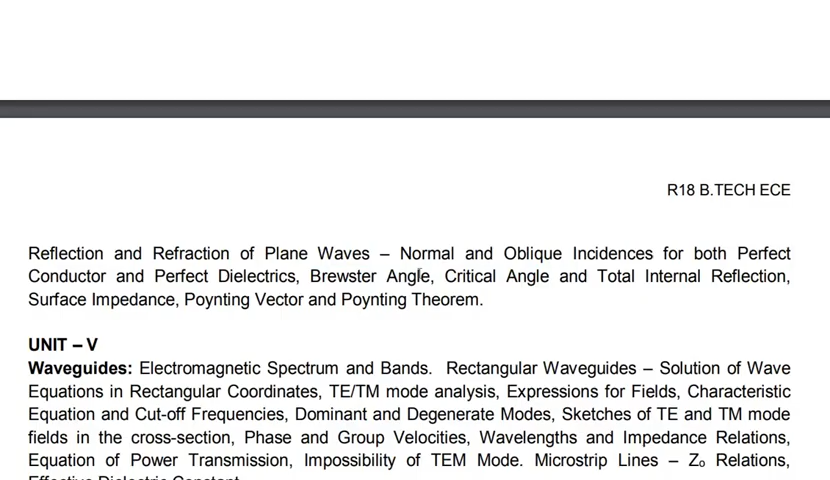 R18 B.TECH ECE
Reflection and Refraction of Plane Waves – Normal and Oblique Incidences for both Perfect
Conductor and Perfect Dielectrics, Brewster Angle, Critical Angle and Total Internal Reflection,
Surface Impedance, Poynting Vector and Poynting Theorem.
UNIT – V
Waveguides: Electromagnetic Spectrum and Bands. Rectangular Waveguides – Solution of Wave
Equations in Rectangular Coordinates, TE/TM mode analysis, Expressions for Fields, Characteristic
Equation and Cut-off Frequencies, Dominant and Degenerate Modes, Sketches of TE and TM mode
fields in the cross-section, Phase and Group Velocities, Wavelengths and Impedance Relations,
Equation of Power Transmission, Impossibility of TEM Mode. Microstrip Lines – Zₒ Relations,
Effective Dielectric Constant